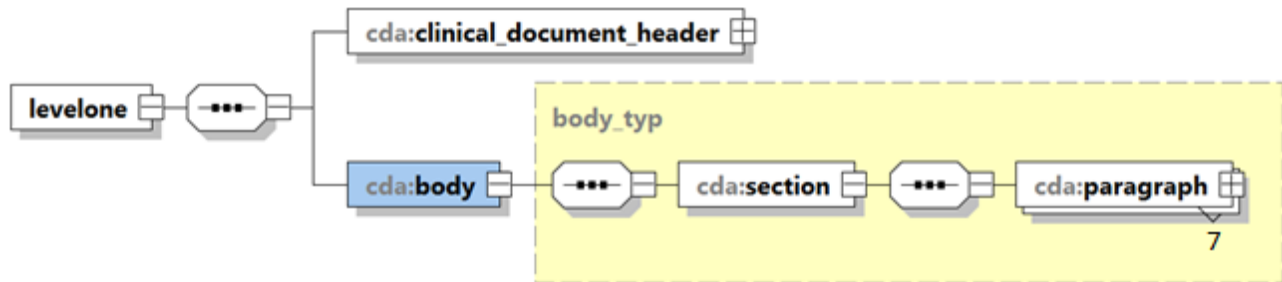 cda:clinical_document_header
levelone
body_typ
cda:body
cda:section
cda:paragraph
7